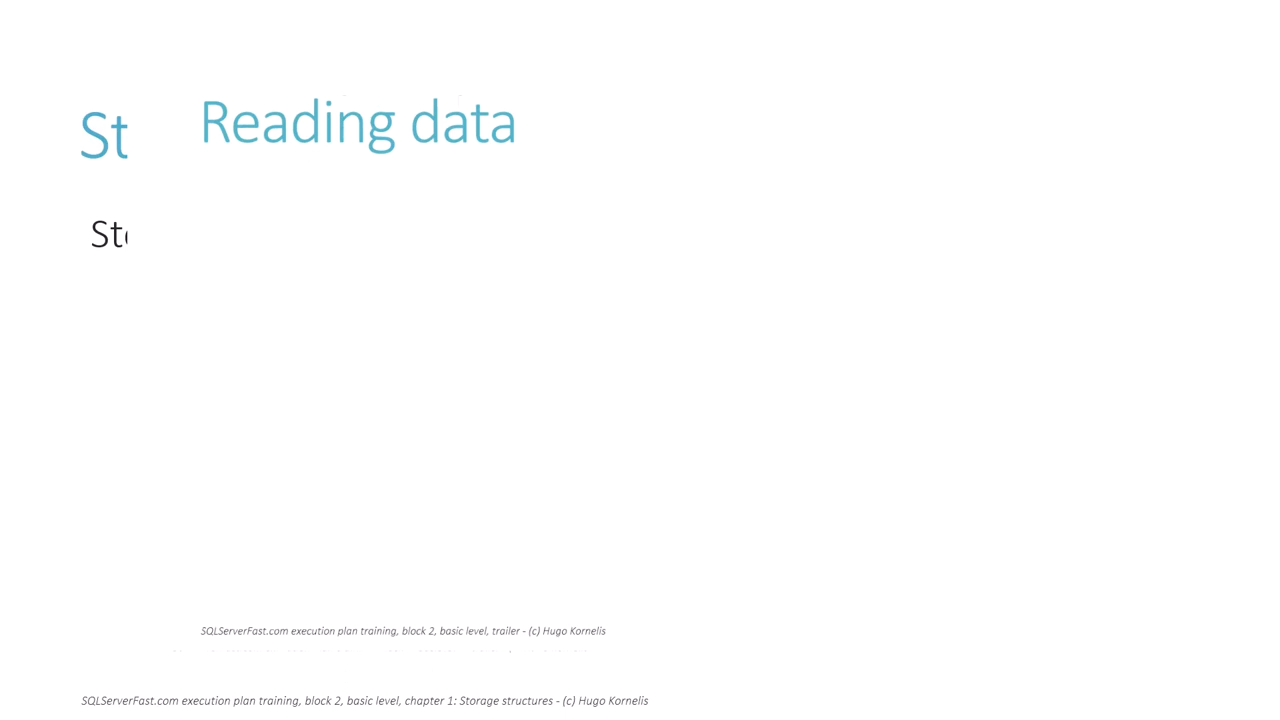 Reading data
St
St
SQLServerFast.com execution plan training, block 2, basic level, trailer - (c) Hugo Kornelis
SQLServerFast.com execution plan training, block 2, basic level, chapter 1: Storage structures - (c) Hugo Kornelis